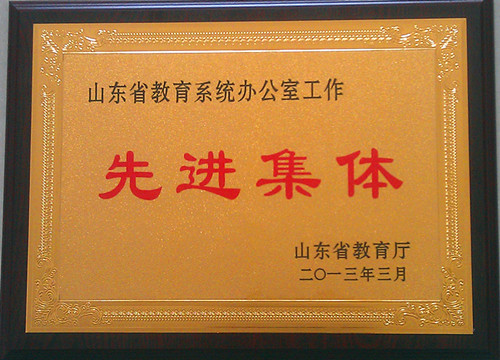 山东省教育系统办公室工作
先进集体
山东省教育厅
二〇一三年三月